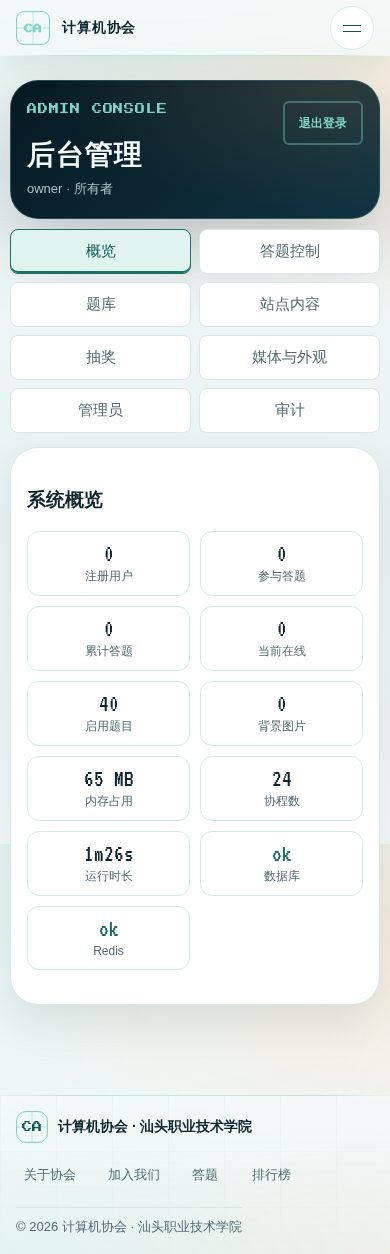 CA 计算机协会
ADMIN CONSOLE
退出登录
后台管理
owner · 所有者
概览 答题控制
题库 站点内容
抽奖 媒体与外观
管理员 审计
系统概览
0 0
注册用户 参与答题
0 0
累计答题 当前在线
40 0
启用题目 背景图片
65 MB 24
内存占用 协程数
1m26s ok
运行时长 数据库
ok
Redis
CA 计算机协会 · 汕头职业技术学院
关于协会 加入我们 答题 排行榜
© 2026 计算机协会 · 汕头职业技术学院